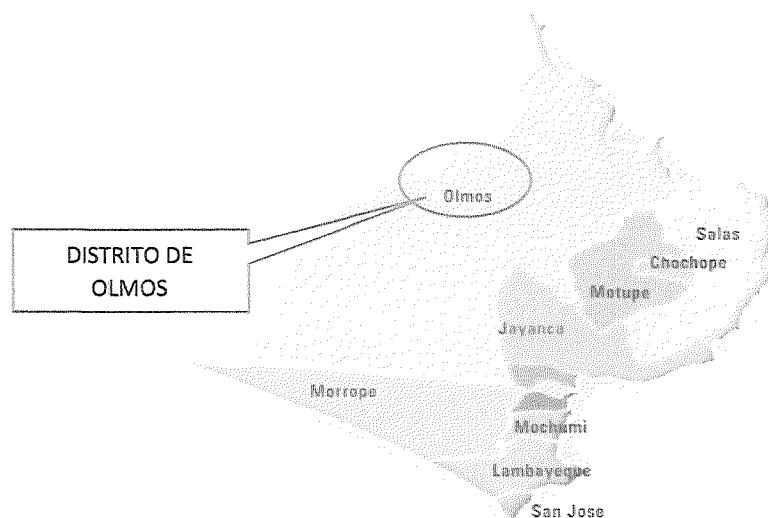 Olmos
DISTRITO DE
OLMOS
Salas
Chochope
Motupe
Jayanca
Morrope
Mochumi
Lambayeque
San Jose